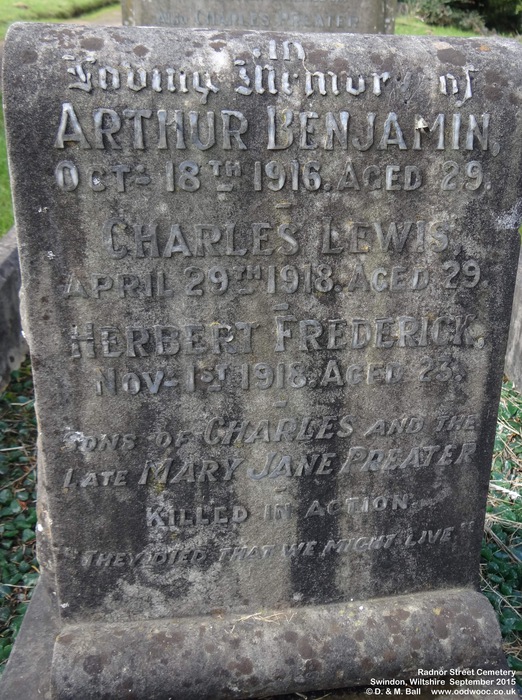 CHARLES PREATER
In
Loving Memory of
ARTHUR BENJAMIN,
OCT. 18TH 1916. AGED 29.
CHARLES LEWIS,
APRIL 29TH 1918. AGED 29.
HERBERT FREDERICK,
NOV. 1ST 1918. AGED 23.
SONS OF CHARLES AND THE
LATE MARY JANE PREATER
KILLED IN ACTION.
"THEY DIED THAT WE MIGHT LIVE."
Radnor Street Cemetery
Swindon, Wiltshire September 2015
© D. & M. Ball www.oodwooc.co.uk